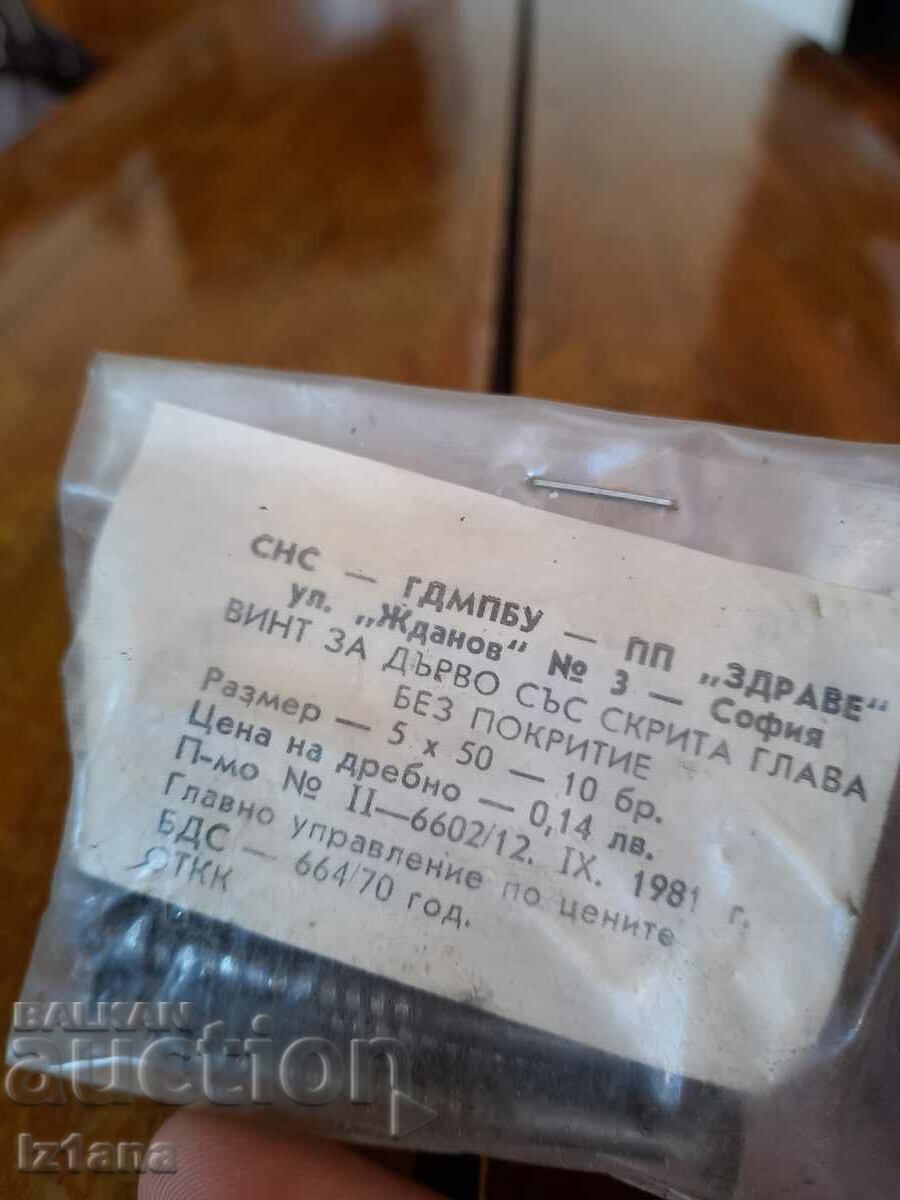 СНС — ГДМПБУ — ПП „ЗДРАВЕ"
ул. „Жданов" № 3 — София
ВИНТ ЗА ДЪРВО СЪС СКРИТА ГЛАВА
БЕЗ ПОКРИТИЕ
Размер — 5 х 50 — 10 бр.
Цена на дребно — 0,14 лв.
П-мо № II—6602/12. IX. 1981 г.
Главно управление по цените
БДС — 664/70 год.
ОТКК
BALKAN
auction
Iz1ana